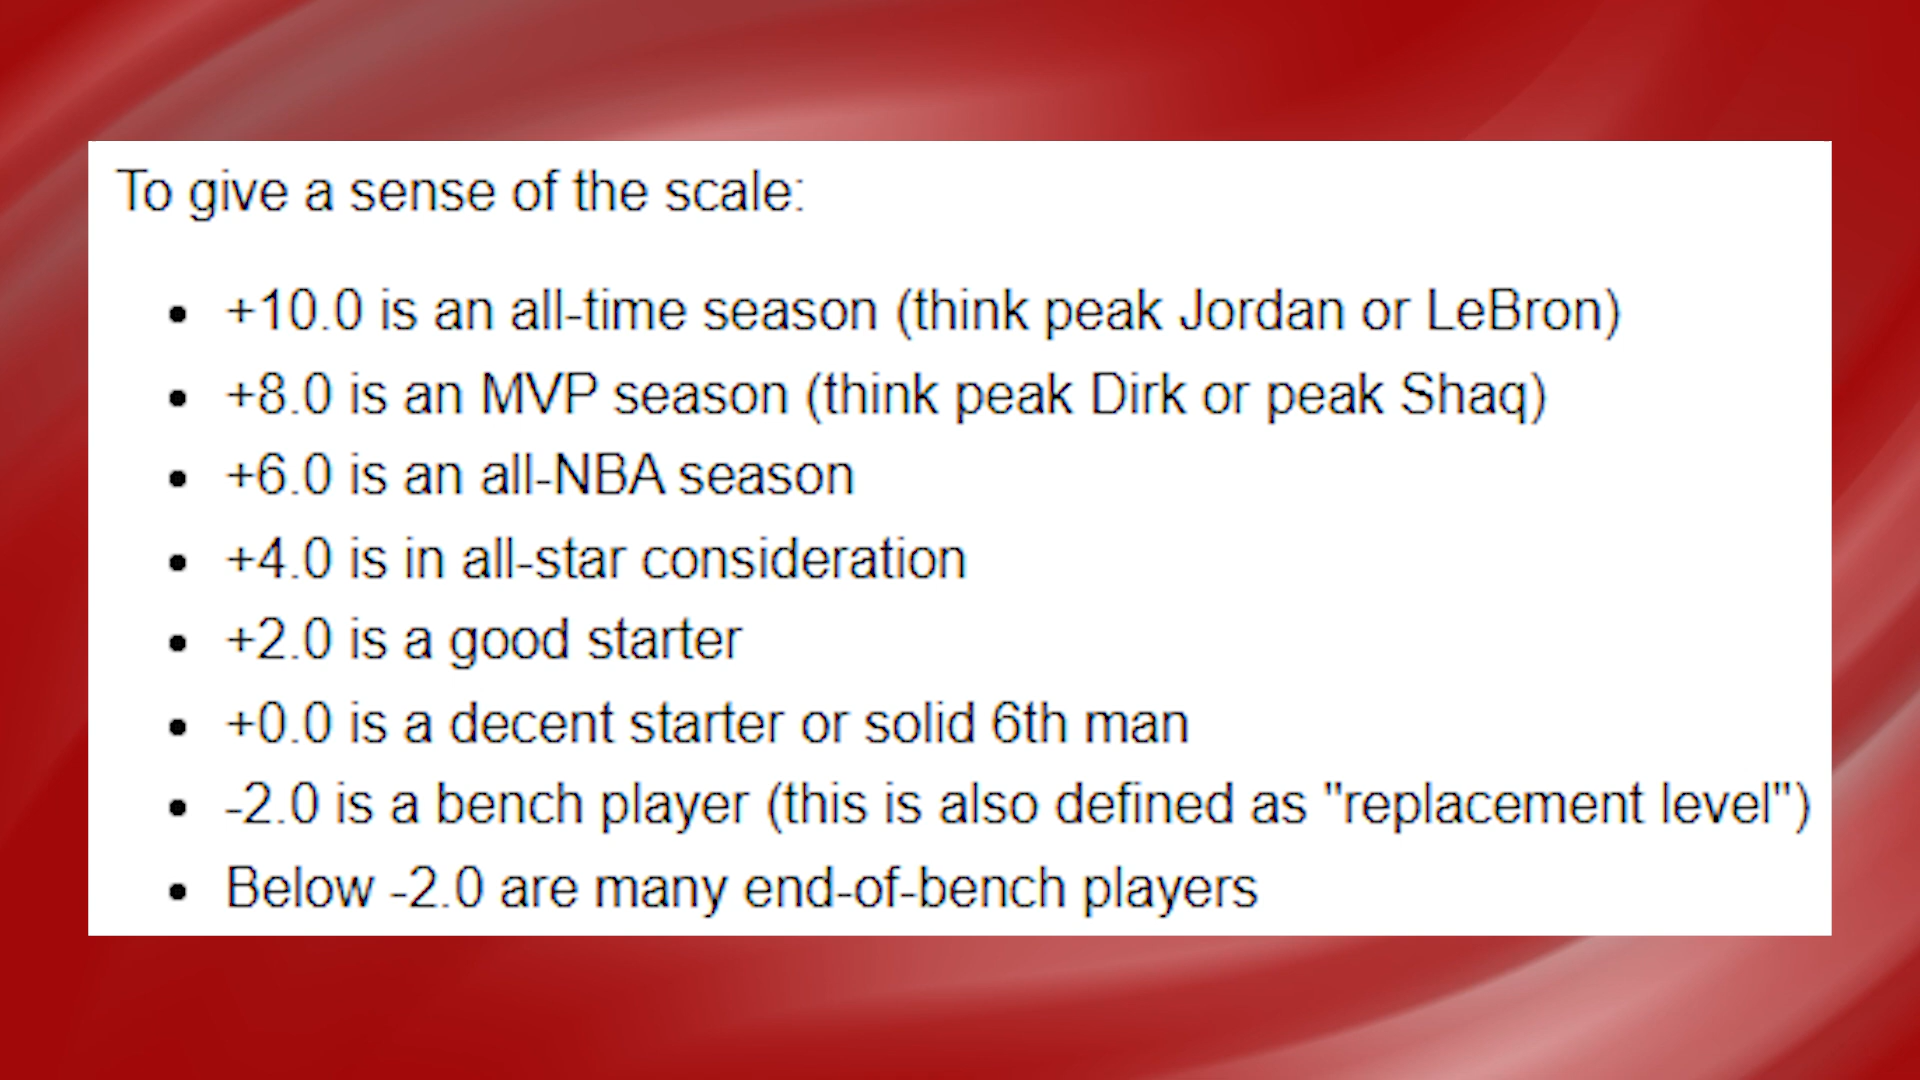 To give a sense of the scale:
• +10.0 is an all-time season (think peak Jordan or LeBron)
• +8.0 is an MVP season (think peak Dirk or peak Shaq)
• +6.0 is an all-NBA season
• +4.0 is in all-star consideration
• +2.0 is a good starter
• +0.0 is a decent starter or solid 6th man
• -2.0 is a bench player (this is also defined as "replacement level")
• Below -2.0 are many end-of-bench players